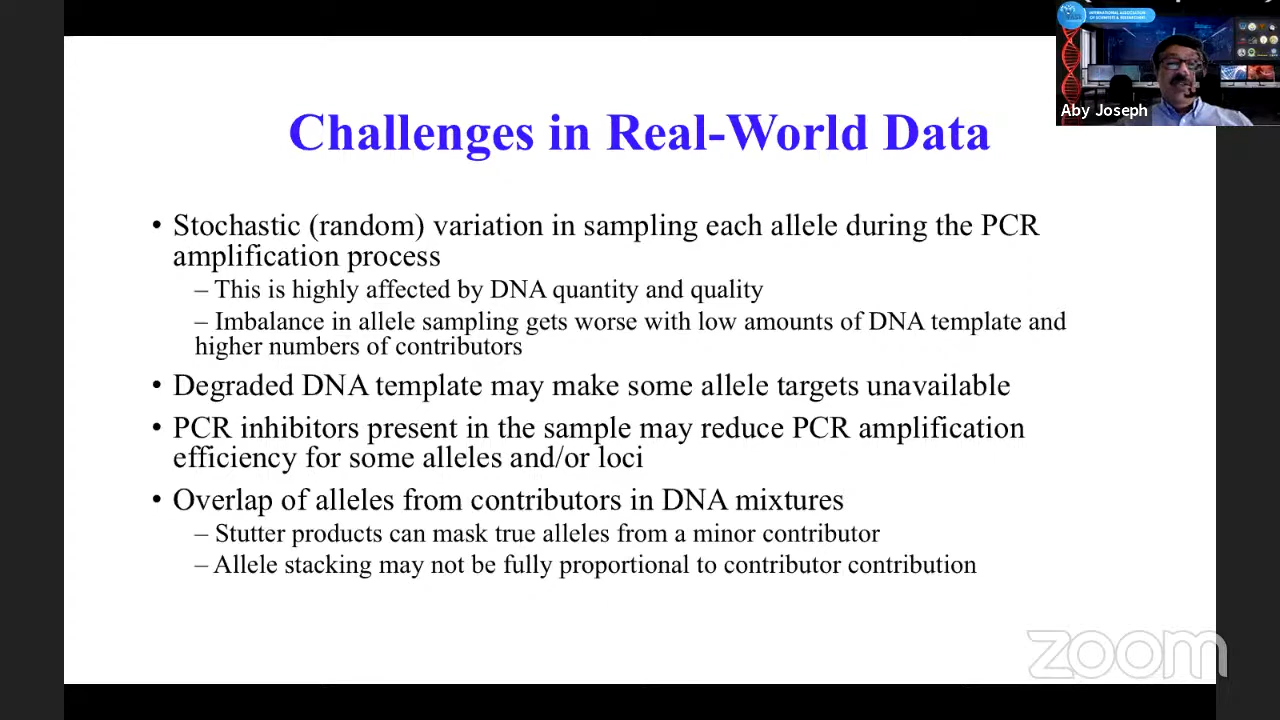 INTERNATIONAL ASSOCIATION
OF SCIENTISTS & RESEARCHERS
Aby Joseph
Challenges in Real-World Data
• Stochastic (random) variation in sampling each allele during the PCR
amplification process
– This is highly affected by DNA quantity and quality
– Imbalance in allele sampling gets worse with low amounts of DNA template and
higher numbers of contributors
• Degraded DNA template may make some allele targets unavailable
• PCR inhibitors present in the sample may reduce PCR amplification
efficiency for some alleles and/or loci
• Overlap of alleles from contributors in DNA mixtures
– Stutter products can mask true alleles from a minor contributor
– Allele stacking may not be fully proportional to contributor contribution
zoom